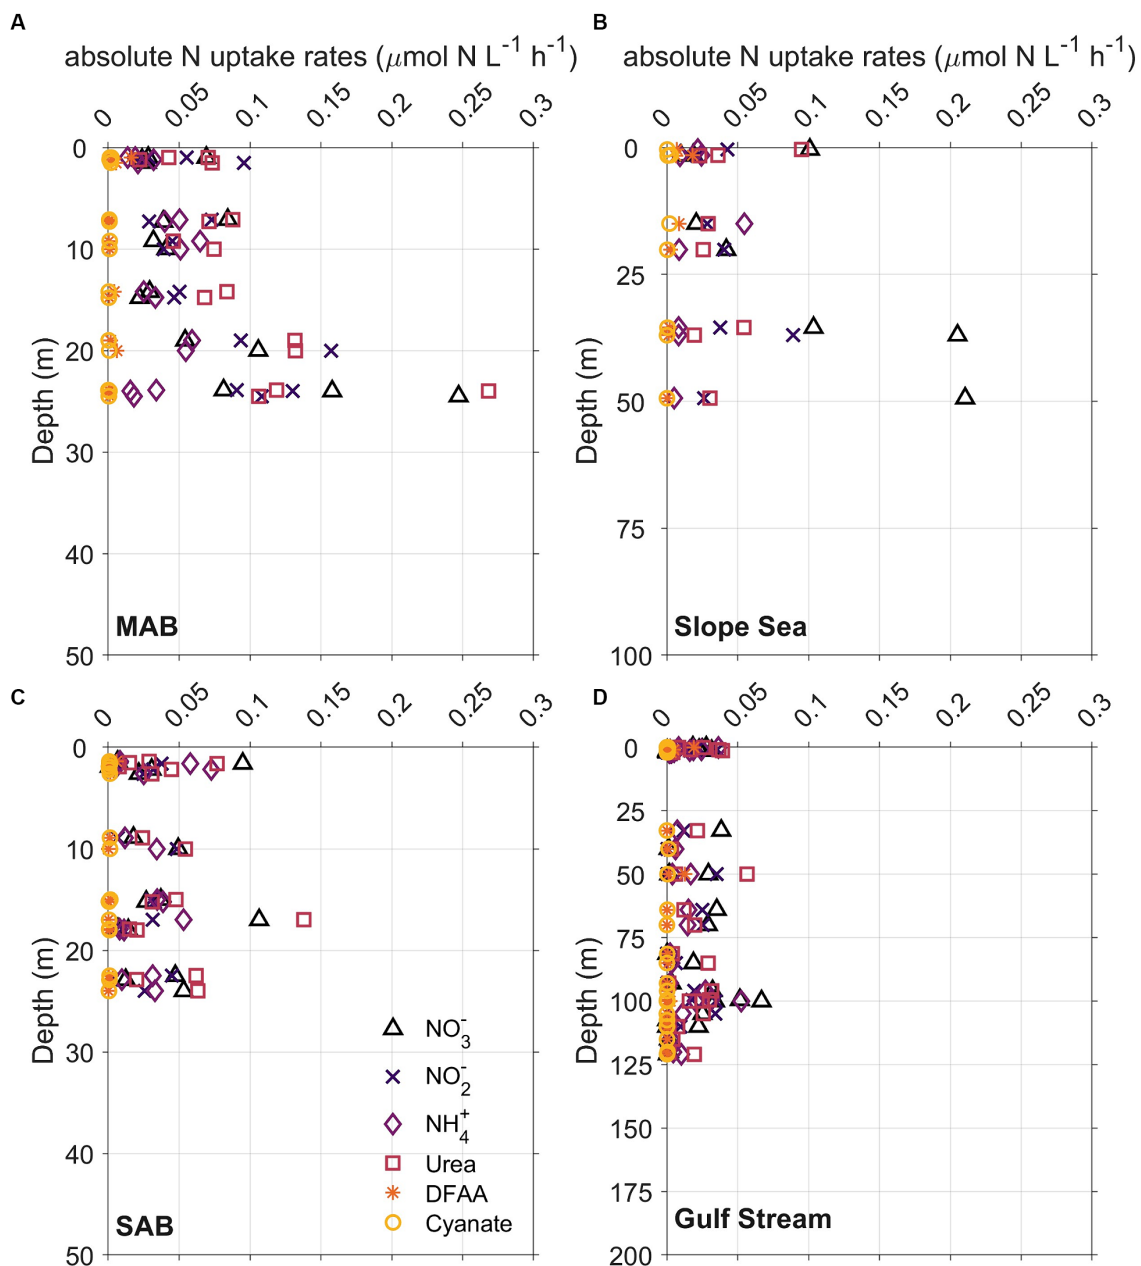 A
absolute N uptake rates (μmol N L⁻¹ h⁻¹)
0 0.05 0.1 0.15 0.2 0.25 0.3
0
10
20
30
40
50
Depth (m)
MAB
B
absolute N uptake rates (μmol N L⁻¹ h⁻¹)
0 0.05 0.1 0.15 0.2 0.25 0.3
0
25
50
75
100
Depth (m)
Slope Sea
C
0 0.05 0.1 0.15 0.2 0.25 0.3
0
10
20
30
40
50
Depth (m)
NO₃⁻
NO₂⁻
NH₄⁺
Urea
DFAA
Cyanate
SAB
D
0 0.05 0.1 0.15 0.2 0.25 0.3
0
25
50
75
100
125
150
175
200
Depth (m)
Gulf Stream